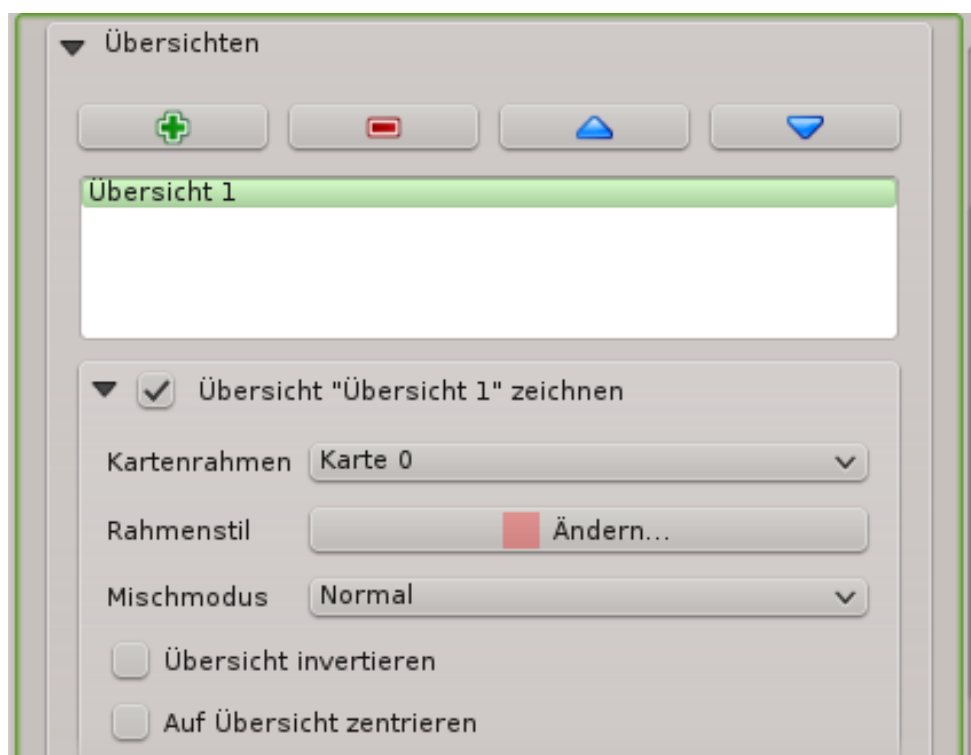 Übersichten
Übersicht 1
Übersicht "Übersicht 1" zeichnen
Kartenrahmen Karte 0
Rahmenstil Ändern...
Mischmodus Normal
Übersicht invertieren
Auf Übersicht zentrieren